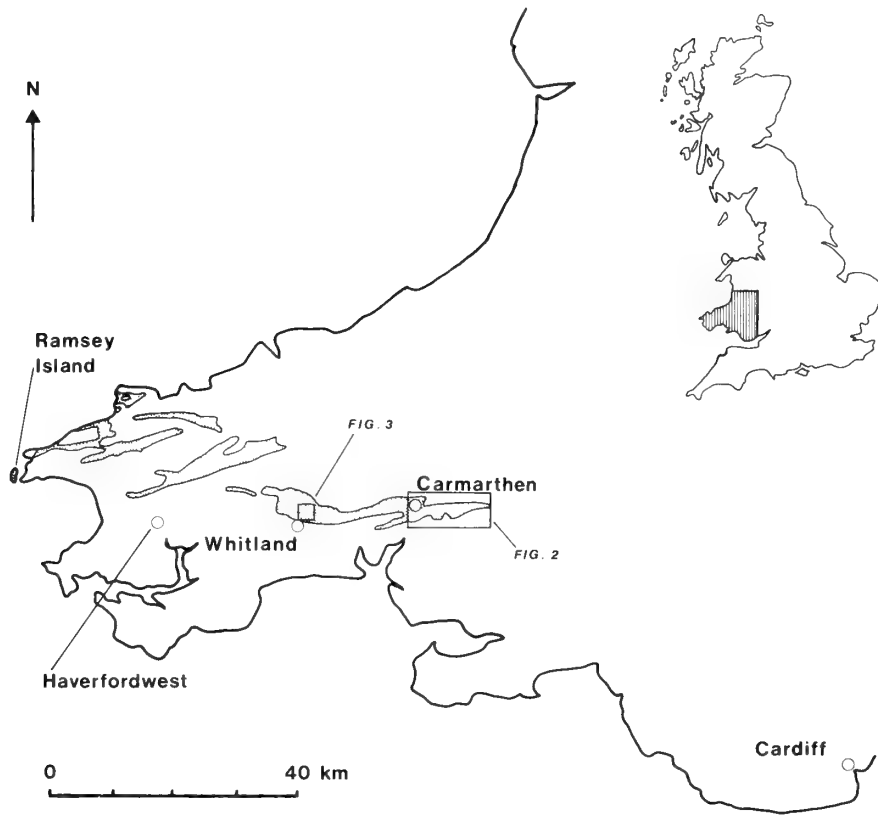 N
Ramsey
Island
FIG. 3
Carmarthen
Whitland
FIG. 2
Haverfordwest
Cardiff
0 40 km